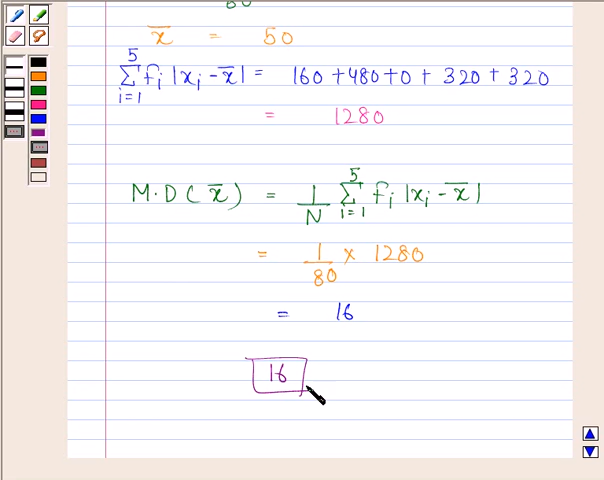 80
x̄ = 50
5
∑ fi |xi - x̄| = 160 + 480 + 0 + 320 + 320
i=1
= 1280
M.D ( x̄ ) = 1/N 5∑i=1 fi |xi - x̄|
= 1/80 × 1280
= 16
16